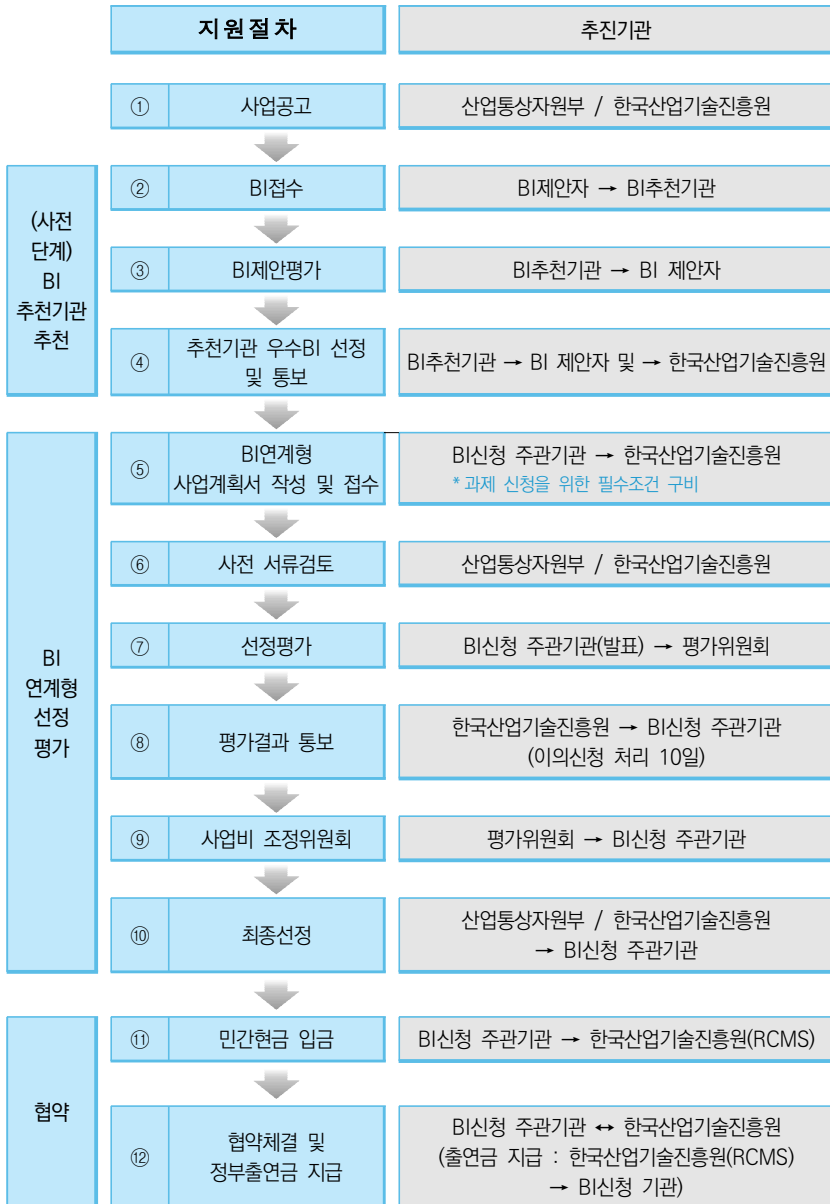 지원절차
추진기관
①
사업공고
산업통상자원부 / 한국산업기술진흥원
(사전
단계)
BI
추천기관
추천
②
BI접수
BI제안자 → BI추천기관
③
BI제안평가
BI추천기관 → BI 제안자
④
추천기관 우수BI 선정
및 통보
BI추천기관 → BI 제안자 및 → 한국산업기술진흥원
BI
연계형
선정
평가
⑤
BI연계형
사업계획서 작성 및 접수
BI신청 주관기관 → 한국산업기술진흥원
* 과제 신청을 위한 필수조건 구비
⑥
사전 서류검토
산업통상자원부 / 한국산업기술진흥원
⑦
선정평가
BI신청 주관기관(발표) → 평가위원회
⑧
평가결과 통보
한국산업기술진흥원 → BI신청 주관기관
(이의신청 처리 10일)
⑨
사업비 조정위원회
평가위원회 → BI신청 주관기관
⑩
최종선정
산업통상자원부 / 한국산업기술진흥원
→ BI신청 주관기관
협약
⑪
민간현금 입금
BI신청 주관기관 → 한국산업기술진흥원(RCMS)
⑫
협약체결 및
정부출연금 지급
BI신청 주관기관 ↔ 한국산업기술진흥원
(출연금 지급 : 한국산업기술진흥원(RCMS)
→ BI신청 기관)